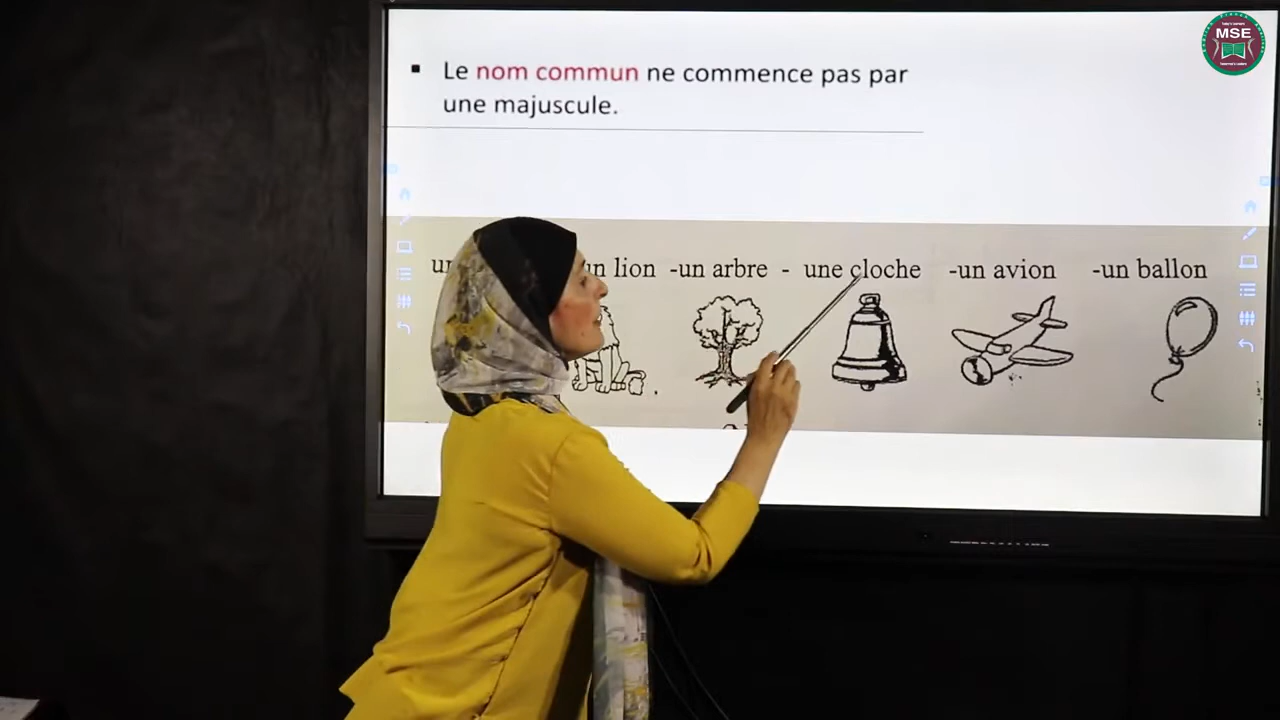 ▪ Le nom commun ne commence pas par
une majuscule.
un lion -un arbre - une cloche -un avion -un ballon
MSE